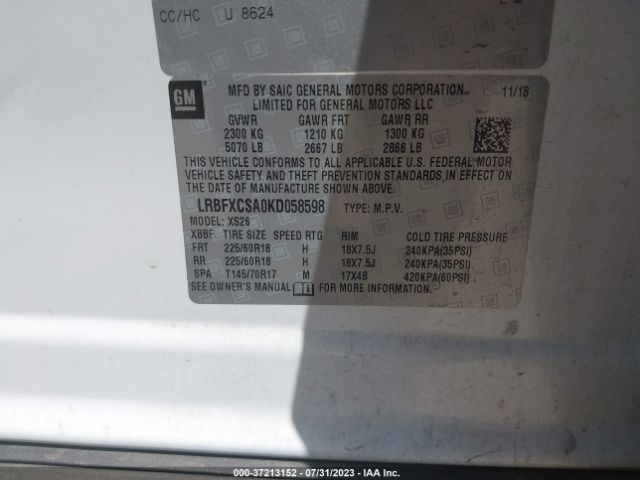 CC/HC U 8624
GM
MFD BY SAIC GENERAL MOTORS CORPORATION 11/18
LIMITED FOR GENERAL MOTORS LLC
GVWR GAWR FRT GAWR RR
2300 KG 1210 KG 1300 KG
5070 LB 2667 LB 2866 LB
THIS VEHICLE CONFORMS TO ALL APPLICABLE U.S. FEDERAL MOTOR
VEHICLE SAFETY AND THEFT PREVENTION STANDARDS IN EFFECT ON
THE DATE OF MANUFACTURE SHOWN ABOVE.
LRBFXCSA0KD058598 TYPE: M.P.V.
MODEL: XS26
XBBF TIRE SIZE SPEED RTG RIM COLD TIRE PRESSURE
FRT 225/60R18 H 18X7.5J 240KPA(35PSI)
RR 225/60R18 H 18X7.5J 240KPA(35PSI)
SPA T145/70R17 M 17X4B 420KPA(60PSI)
SEE OWNER'S MANUAL FOR MORE INFORMATION.
000-37213152 - 07/31/2023 - IAA Inc.